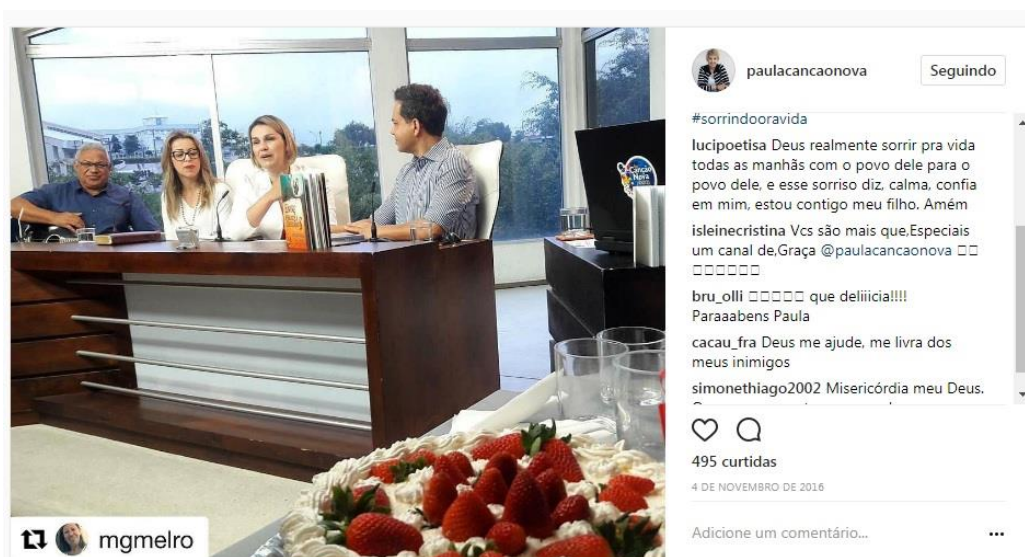 paulacancaonova
Seguindo
#sorrindooravida
lucipoetisa Deus realmente sorrir pra vida
todas as manhãs com o povo dele para o
povo dele, e esse sorriso diz, calma, confia
em mim, estou contigo meu filho. Amém
isleinecristina Vcs são mais que,Especiais
um canal de,Graça @paulacancaonova □□
□□□□□□
bru_olli □□□□□ que deliiicia!!!!
Paraaabens Paula
cacau_fra Deus me ajude, me livra dos
meus inimigos
simonethiago2002 Misericórdia meu Deus.
495 curtidas
4 DE NOVEMBRO DE 2016
Adicione um comentário...
Canção
Nova
mgmelro